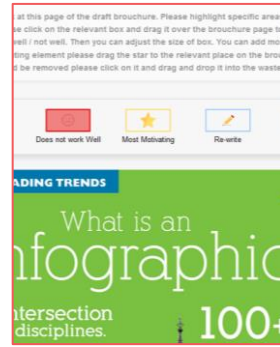 at this page of the draft brouchure. Please highlight specific area
se click on the relevant box and drag it over the brouchure page t
well / not well. Then you can adjust the size of box. You can add mo
ting element please drag the star to the relevant place on the bro
d be removed please click on it and drag and drop it into the waste
Does not work Well
Most Motivating
Re-write
ADING TRENDS
What is an
nfographic
ntersection
disciplines.
100+